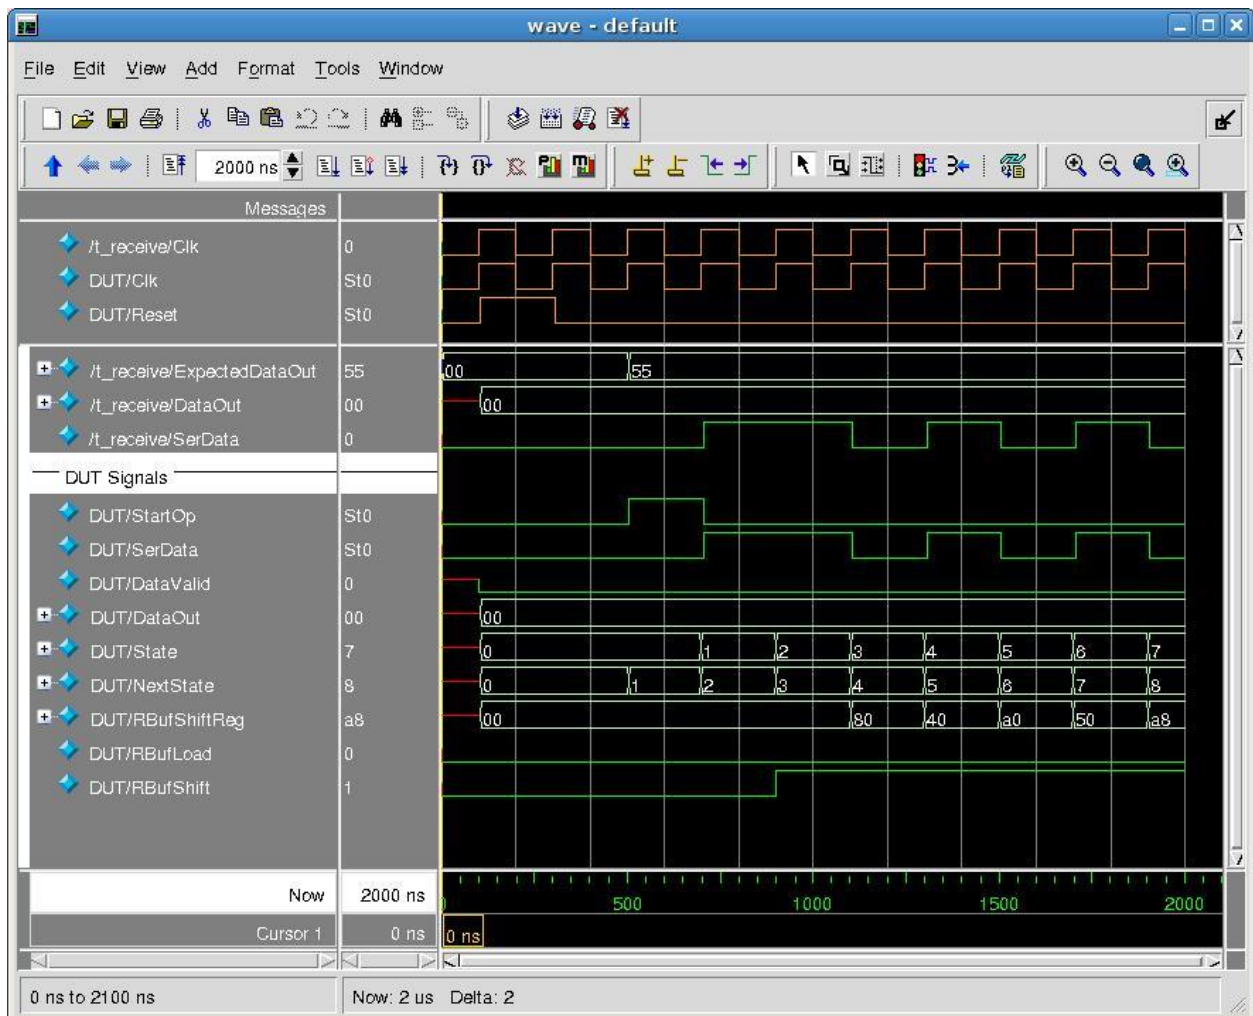 wave - default
File Edit View Add Format Tools Window
2000 ns
Messages
/t_receive/Clk 0
DUT/Clk St0
DUT/Reset St0
/t_receive/ExpectedDataOut 55 00 55
/t_receive/DataOut 00 00
/t_receive/SerData 0
DUT Signals
DUT/StartOp St0
DUT/SerData St0
DUT/DataValid 0
DUT/DataOut 00 00
DUT/State 7 0 1 2 3 4 5 6 7
DUT/NextState 8 0 1 2 3 4 5 6 7 8
DUT/RBufShiftReg a8 00 80 40 a0 50 a8
DUT/RBufLoad 0
DUT/RBufShift 1
Now 2000 ns 500 1000 1500 2000
Cursor 1 0 ns 0 ns
0 ns to 2100 ns Now: 2 us Delta: 2